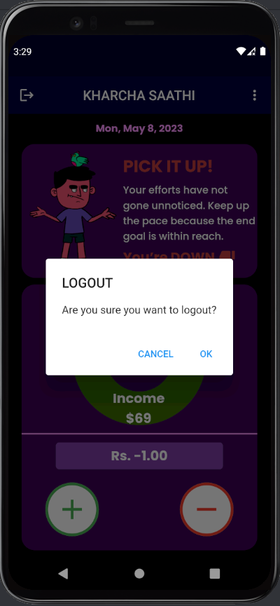 3:29
KHARCHA SAATHI
Mon, May 8, 2023
PICK IT UP!
Your efforts have not
gone unnoticed. Keep up
the pace because the end
goal is within reach.
You're DOWN
LOGOUT
Are you sure you want to logout?
CANCEL OK
Income
$69
Rs. -1.00